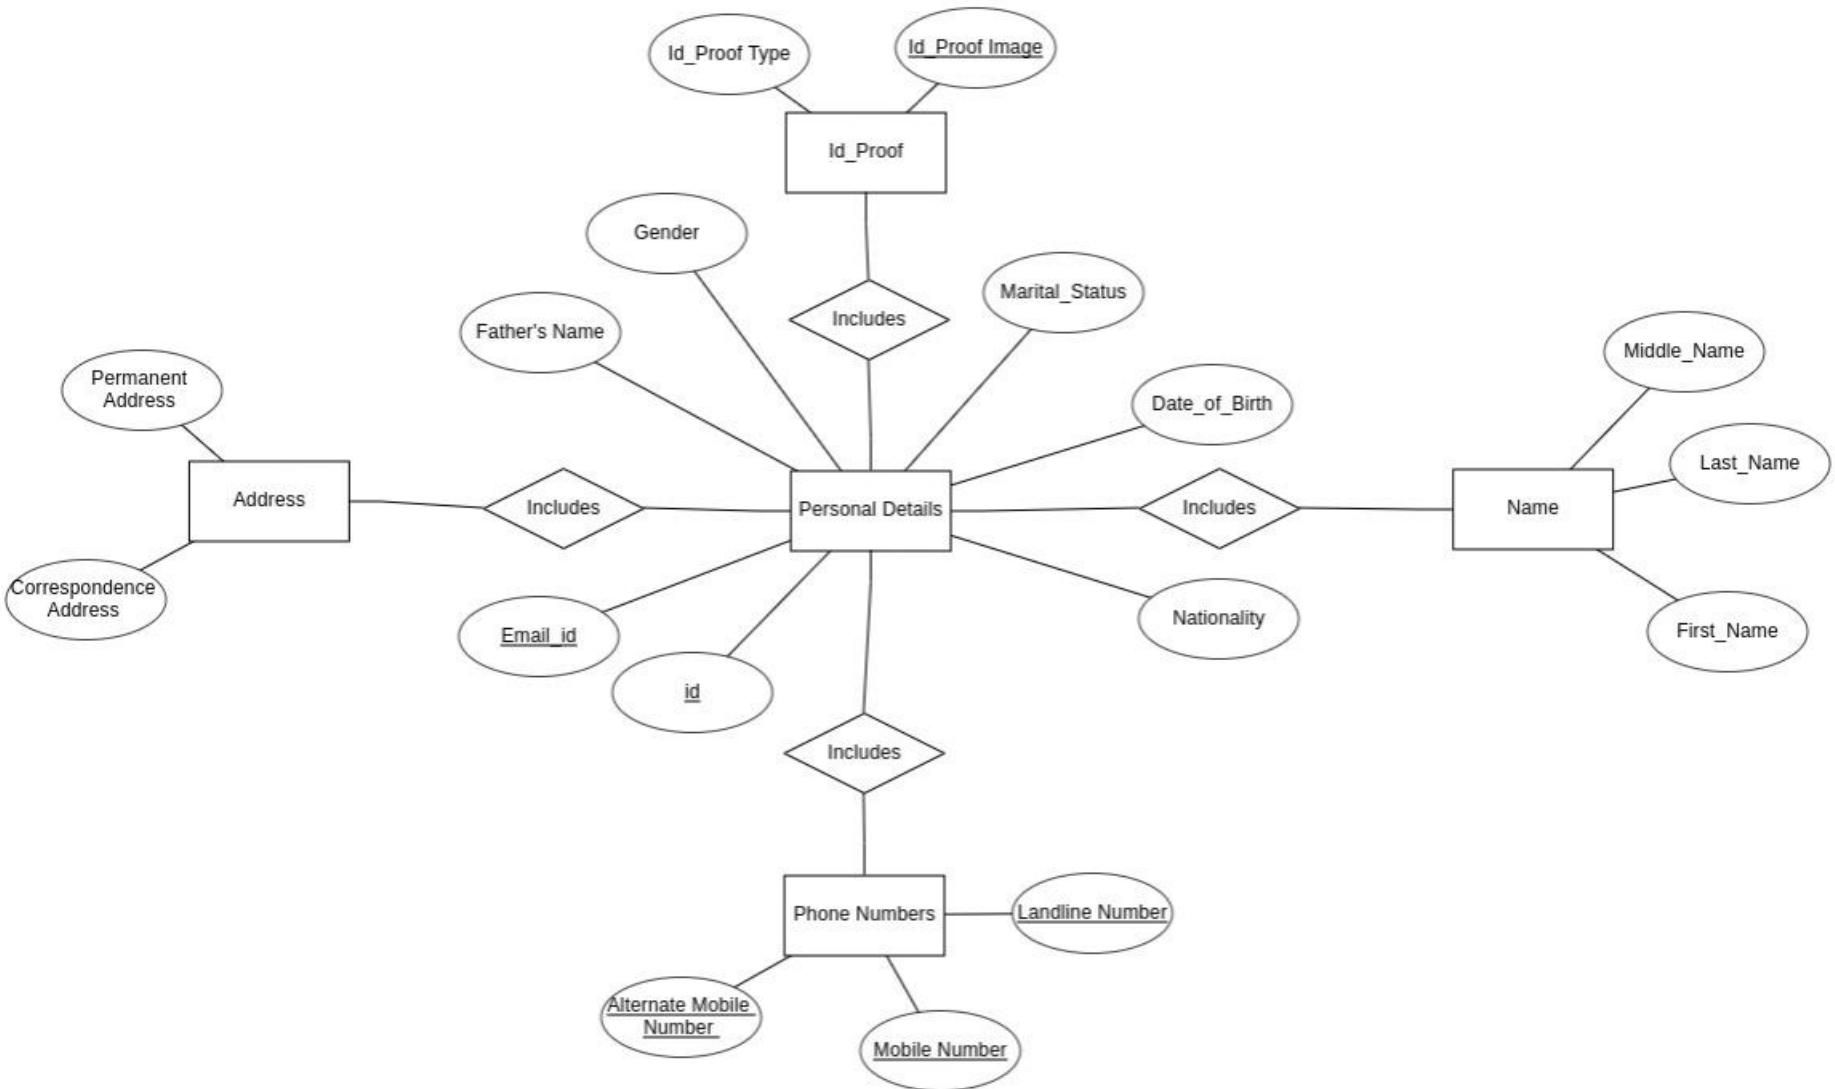 Id_Proof Type
Id_Proof Image
Id_Proof
Gender
Marital_Status
Includes
Father's Name
Middle_Name
Permanent
Address
Date_of_Birth
Last_Name
Address
Includes
Personal Details
Includes
Name
Correspondence
Address
Email_id
Nationality
First_Name
id
Includes
Phone Numbers
Landline Number
Alternate Mobile
Number
Mobile Number